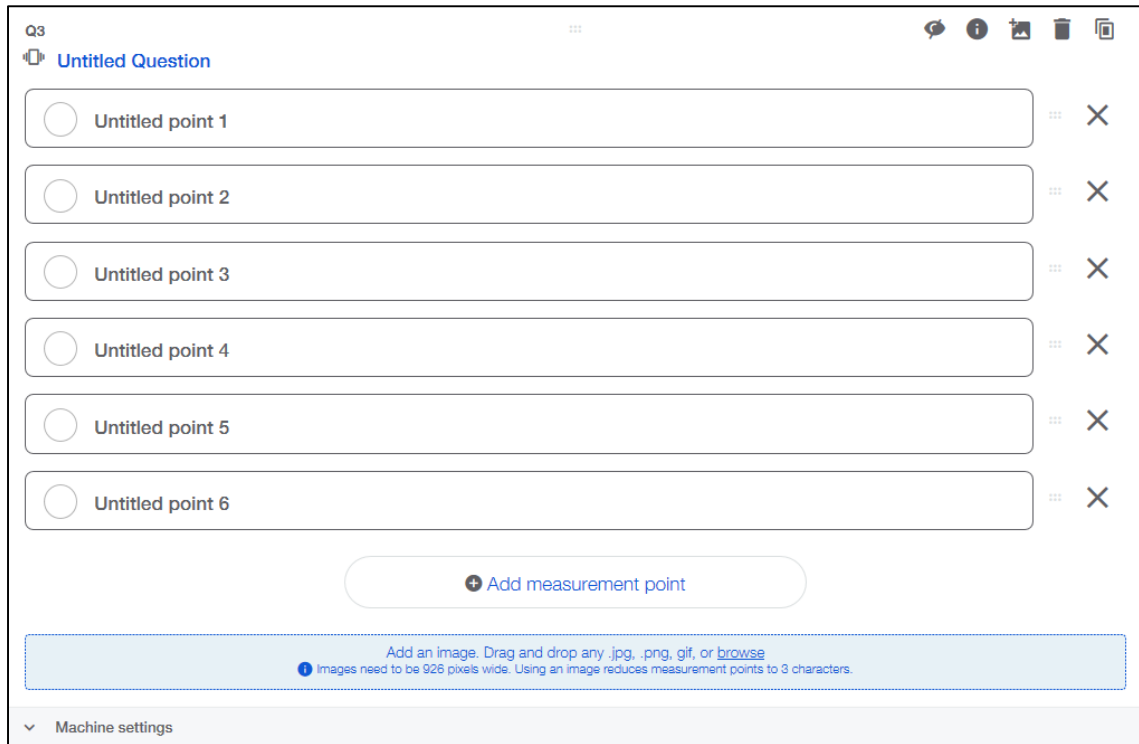 Q3
Untitled Question
Untitled point 1
Untitled point 2
Untitled point 3
Untitled point 4
Untitled point 5
Untitled point 6
Add measurement point
Add an image. Drag and drop any .jpg, .png, gif, or browse
Images need to be 926 pixels wide. Using an image reduces measurement points to 3 characters.
Machine settings